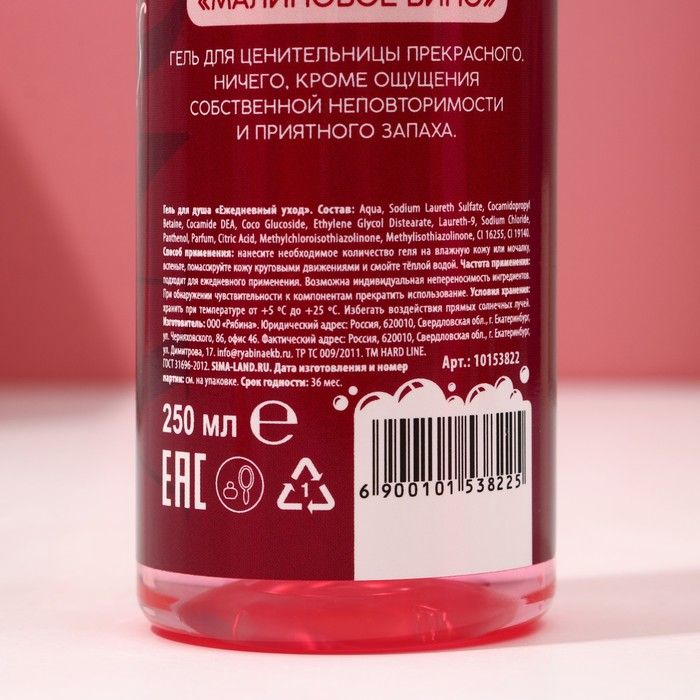 «МАЛИНОВОЕ ВИНО»
ГЕЛЬ ДЛЯ ЦЕНИТЕЛЬНИЦЫ ПРЕКРАСНОГО.
НИЧЕГО, КРОМЕ ОЩУЩЕНИЯ
СОБСТВЕННОЙ НЕПОВТОРИМОСТИ
И ПРИЯТНОГО ЗАПАХА.
Гель для душа «Ежедневный уход». Состав: Aqua, Sodium Laureth Sulfate, Cocamidopropyl
Betaine, Cocamide DEA, Coco Glucoside, Ethylene Glycol Distearate, Laureth-9, Sodium Chloride,
Panthenol, Parfum, Citric Acid, Methylchloroisothiazolinone, Methylisothiazolinone, CI 16255, CI 19140.
Способ применения: нанесите необходимое количество геля на влажную кожу или мочалку,
вспеньте, помассируйте кожу круговыми движениями и смойте тёплой водой. Частота применения:
подходит для ежедневного применения. Возможна индивидуальная непереносимость ингредиентов.
При обнаружении чувствительности к компонентам прекратить использование. Условия хранения:
хранить при температуре от +5 °С до +25 °С. Избегать воздействия прямых солнечных лучей.
Изготовитель: ООО «Рябина». Юридический адрес: Россия, 620010, Свердловская обл., г. Екатеринбург,
ул. Черняховского, 86, офис 46. Фактический адрес: Россия, 620010, Свердловская обл., г. Екатеринбург,
ул. Димитрова, 17. info@ryabinaekb.ru. ТР ТС 009/2011. ТМ HARD LINE.
ГОСТ 31696-2012. SIMA-LAND.RU. Дата изготовления и номер
партии: см. на упаковке. Срок годности: 36 мес.
Арт.: 10153822
250 мл ℮
EAC
1
6 900101 538225